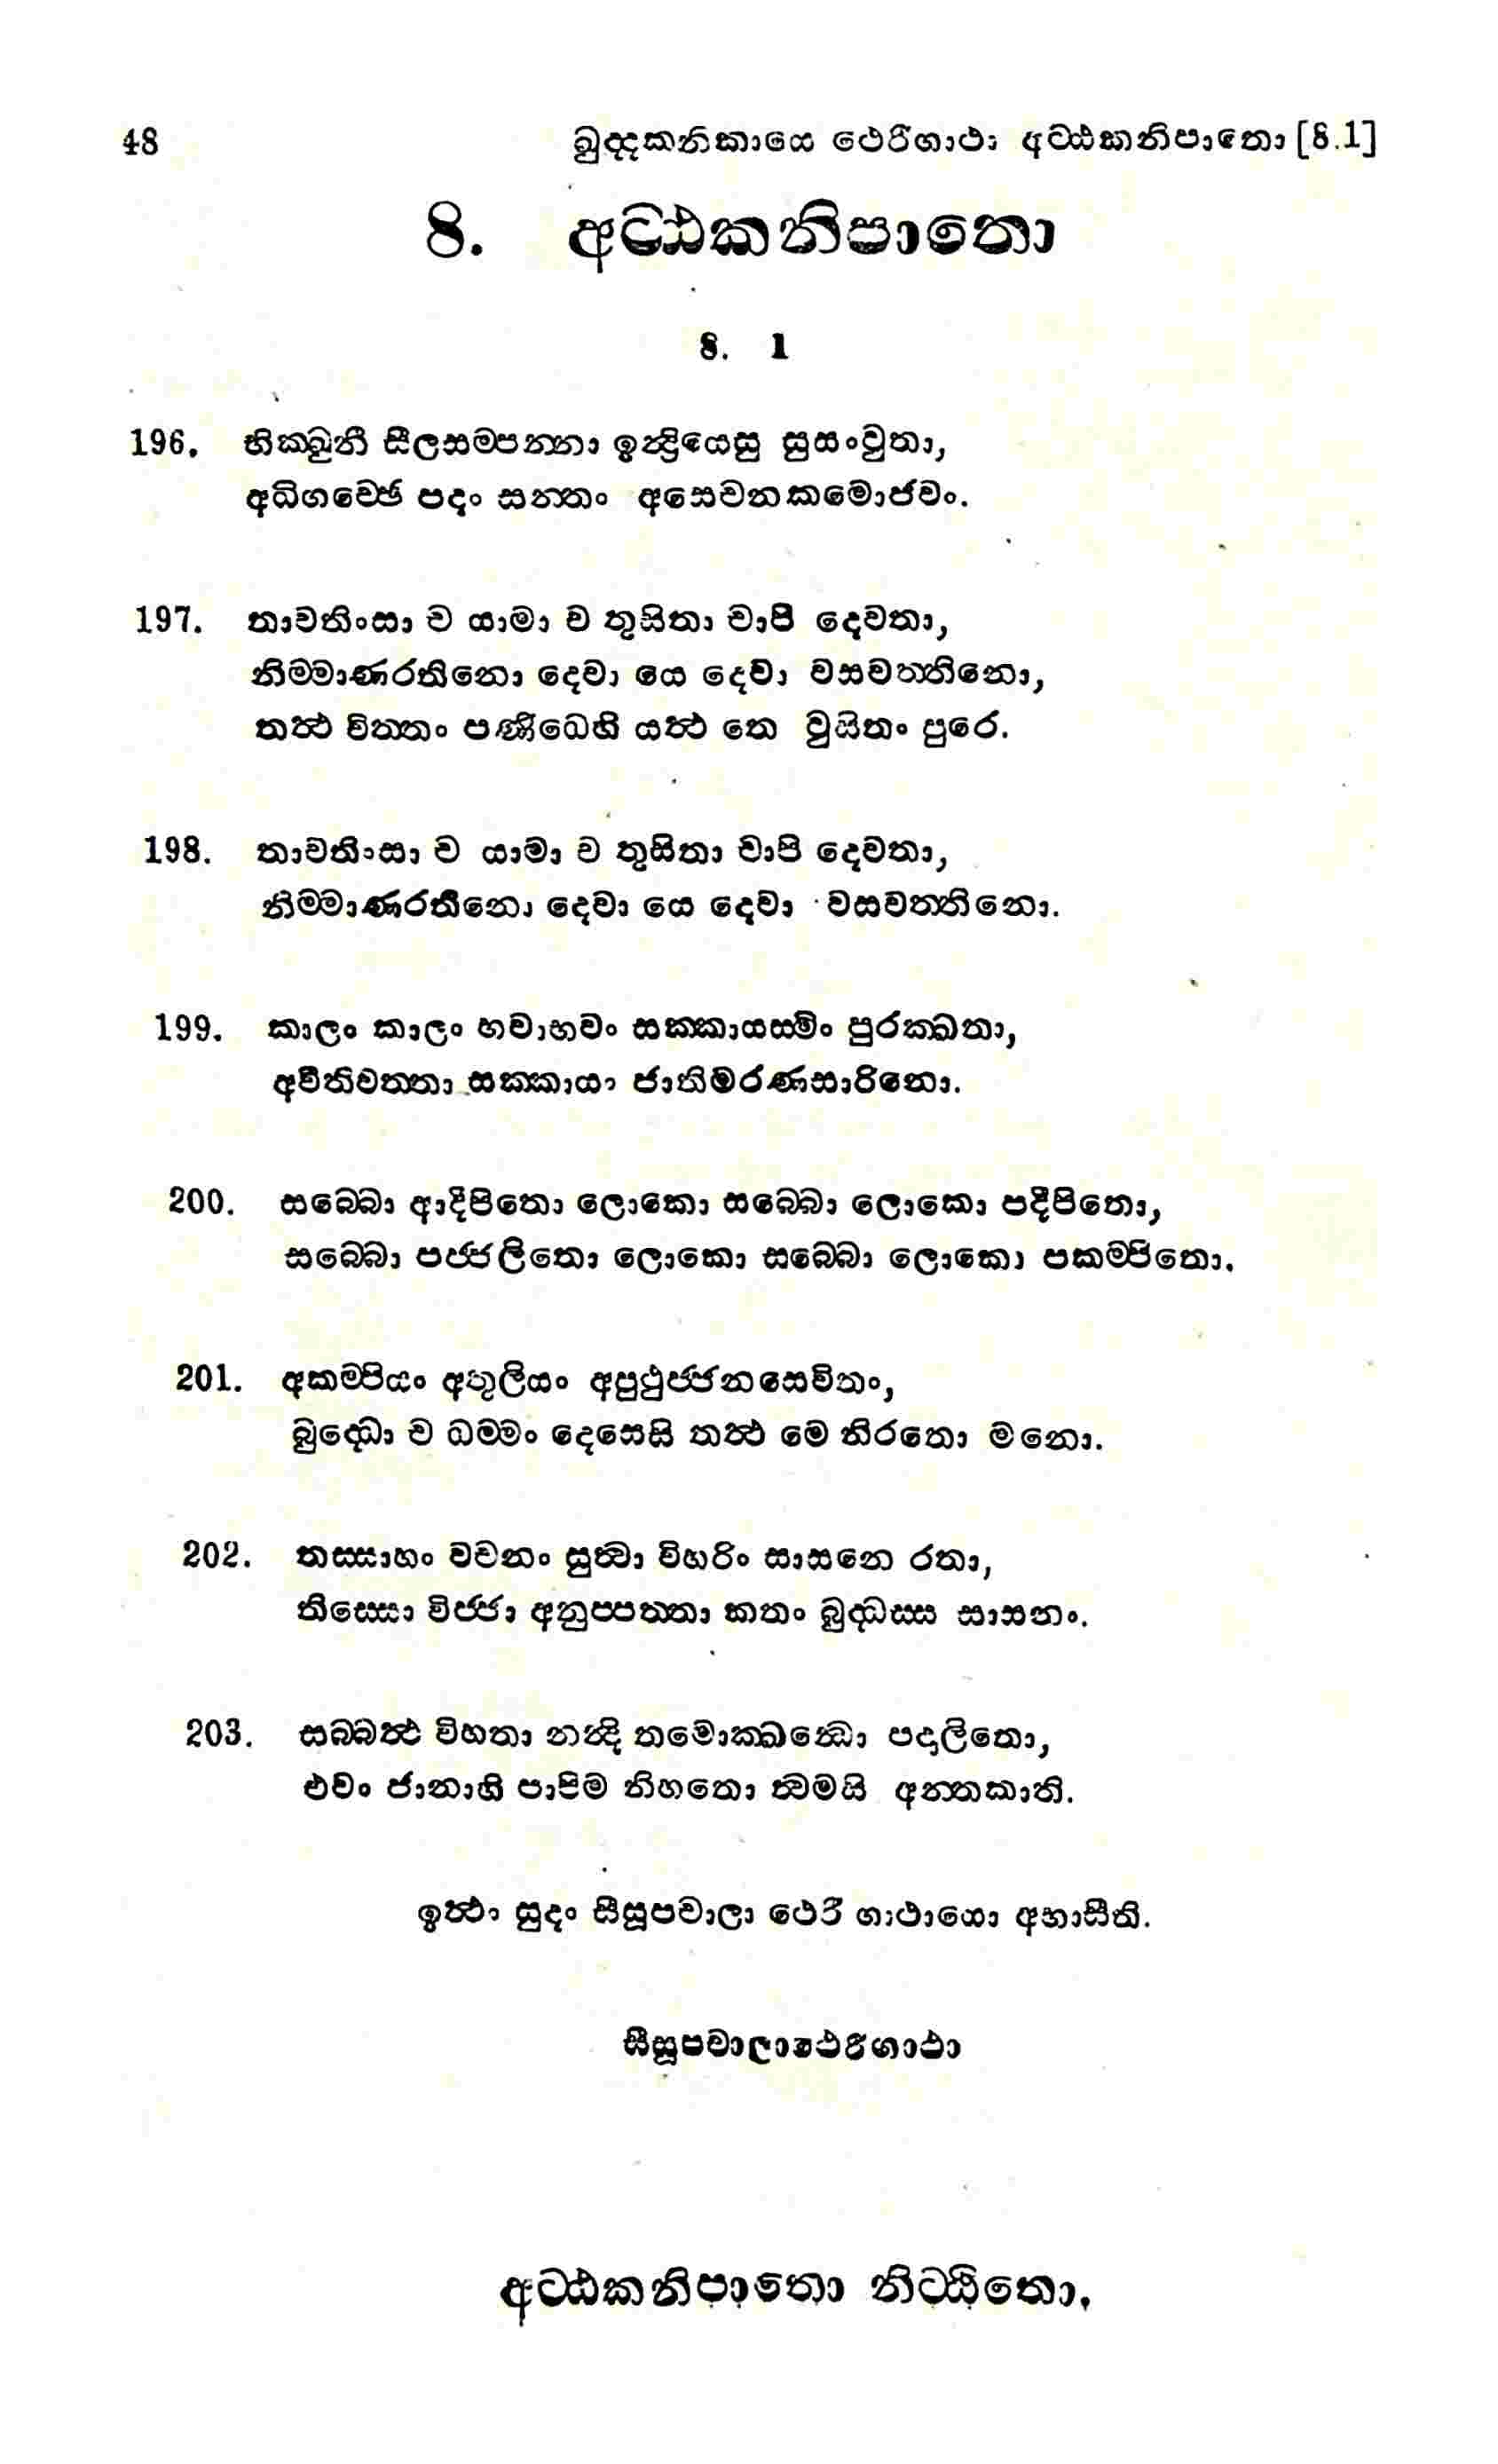 48 ඛුද්දකනිකායෙ ථෙරීගාථා අට්ඨකනිපාතො [8.1]
8. අට්ඨකනිපාතො
8. 1
196. භික්ඛුනී සීලසම්පන්නා ඉන්ද්‍රියෙසු සුසංවුතා,
අධිගච්ඡෙ පදං සන්තං අසෙචනකමොජවං.
197. තාවතිංසා ච යාමා ච තුසිතා චාපි දෙවතා,
නිම්මාණරතිනො දෙවා යෙ දෙවා වසවත්තිනො,
තත්‍ථ චිත්තං පණිධෙහි යත්‍ථ තෙ වුසිතං පුරෙ.
198. තාවතිංසා ච යාමා ච තුසිතා චාපි දෙවතා,
නිම්මාණරතිනො දෙවා යෙ දෙවා වසවත්තිනො.
199. කාලං කාලං භවාභවං සක්කායස්මිං පුරක්ඛතා,
අවීතිවත්තා සක්කායා ජාතිමරණසාරිනො.
200. සබ්බො ආදීපිතො ලොකො සබ්බො ලොකො පදීපිතො,
සබ්බො පජ්ජලිතො ලොකො සබ්බො ලොකො පකම්පිතො.
201. අකම්පියං අතුලියං අපුථුජ්ජනසෙවිතං,
බුද්ධො ච ධම්මං දෙසෙසි තත්‍ථ මෙ නිරතො මනො.
202. තස්සාහං වචනං සුත්‍වා විහරිං සාසනෙ රතා,
තිස්සො විජ්ජා අනුප්පත්තා කතං බුද්ධස්ස සාසනං.
203. සබ්බත්‍ථ විහතා නන්දි තමොක්ඛන්ධො පදාලිතො,
එවං ජානාහි පාපිම නිහතො ත්‍වමසි අන්තකාති.
ඉත්‍ථං සුදං සීසූපචාලා ථෙරී ගාථායො අභාසීති.
සීසූපචාලාථෙරීගාථා
අට්ඨකනිපාතො නිට්ඨිතො.